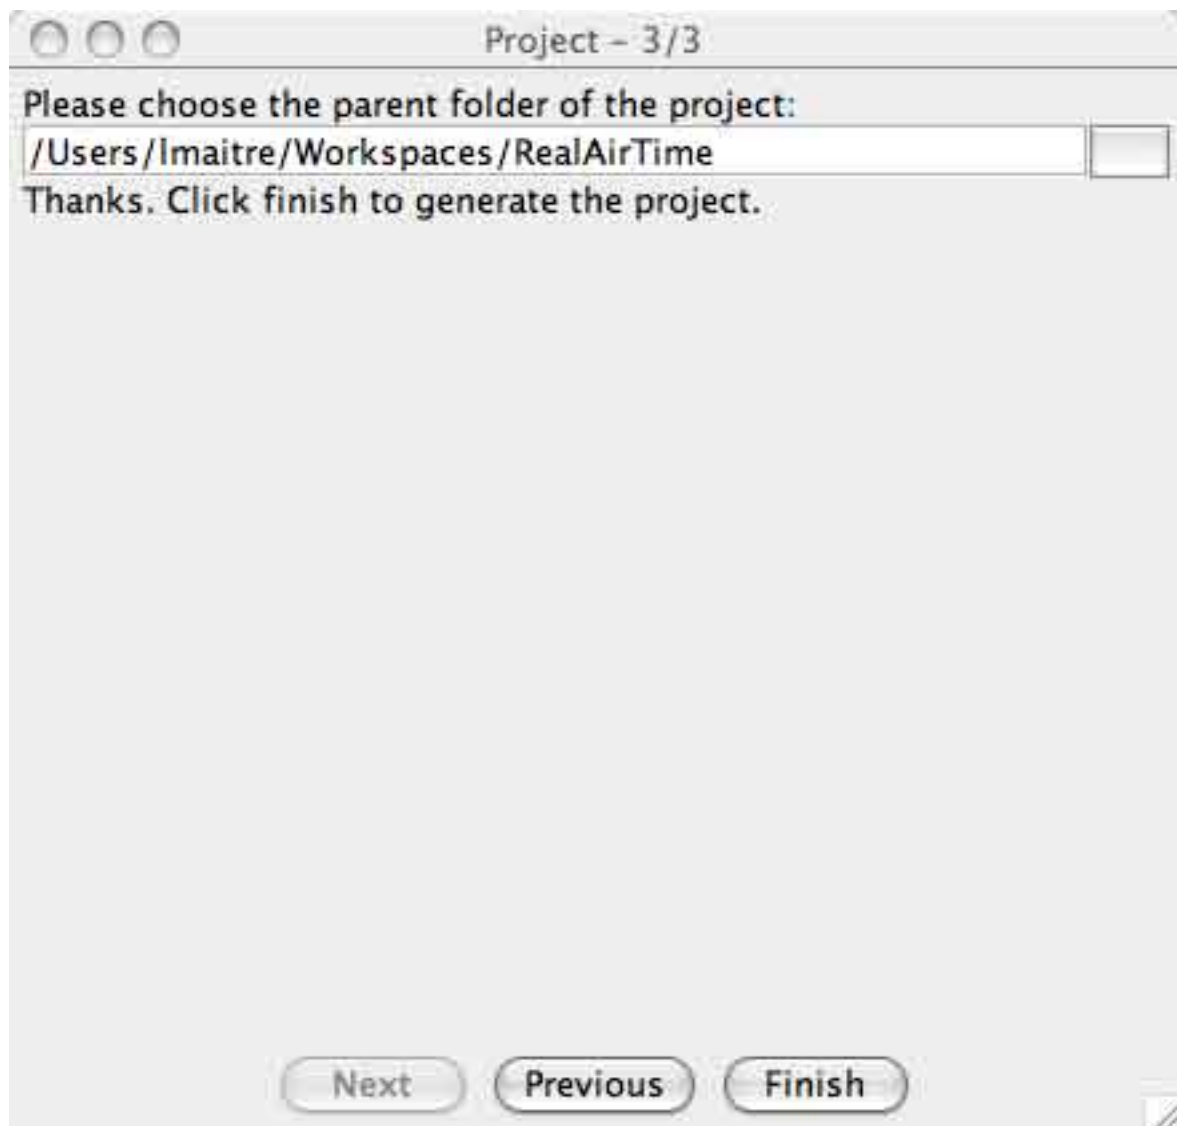 Project – 3/3
Please choose the parent folder of the project:
/Users/lmaitre/Workspaces/RealAirTime
Thanks. Click finish to generate the project.
Next Previous Finish